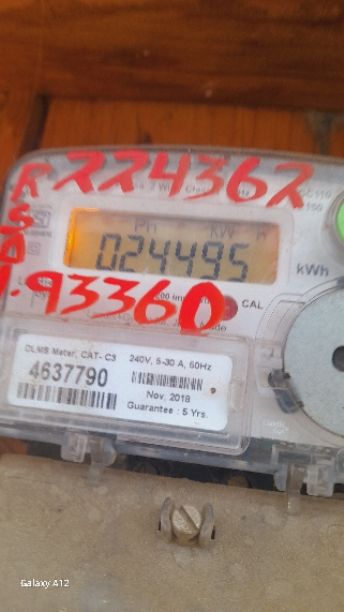 R 224362
Ph KW
024495 kWh
CAL
1.93360
DLMS Meter, CAT- C3 240V, 5-30 A, 50Hz
4637790
Nov, 2018
Guarantee : 5 Yrs.
Galaxy A12